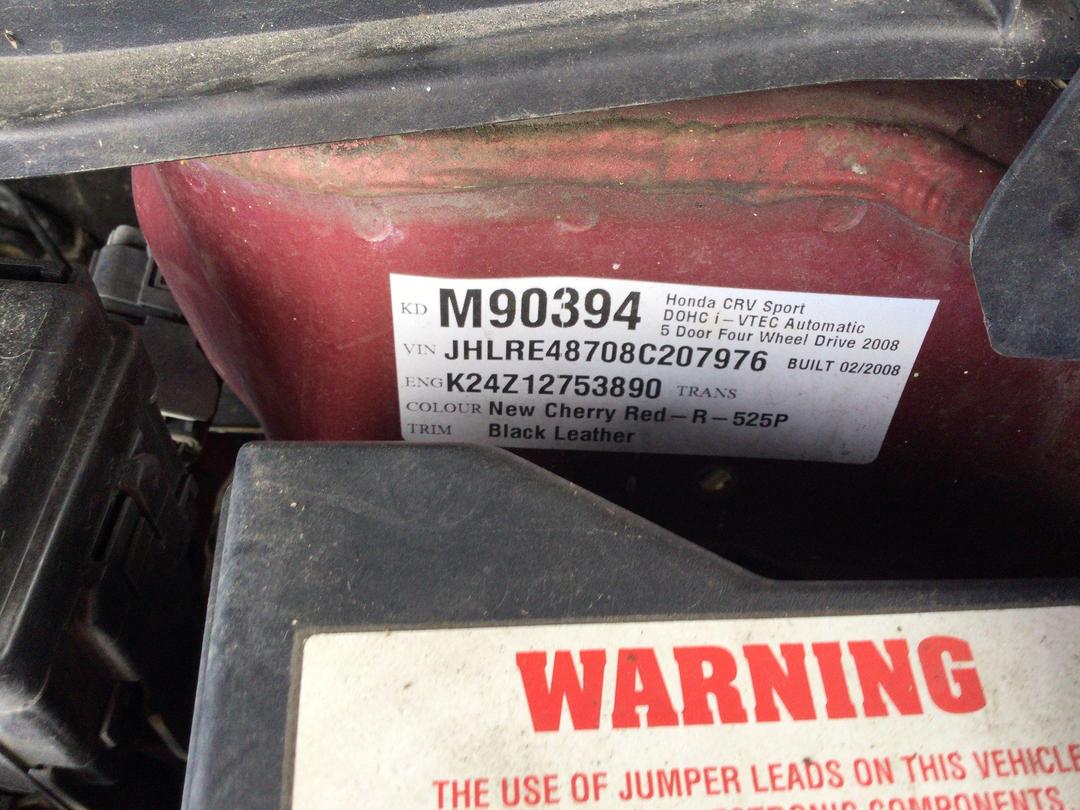 KD M90394 Honda CRV Sport
DOHC i-VTEC Automatic
5 Door Four Wheel Drive 2008
VIN JHLRE48708C207976 BUILT 02/2008
ENG K24Z12753890 TRANS
COLOUR New Cherry Red-R-525P
TRIM Black Leather
WARNING
THE USE OF JUMPER LEADS ON THIS VEHICLE
COMPONENTS